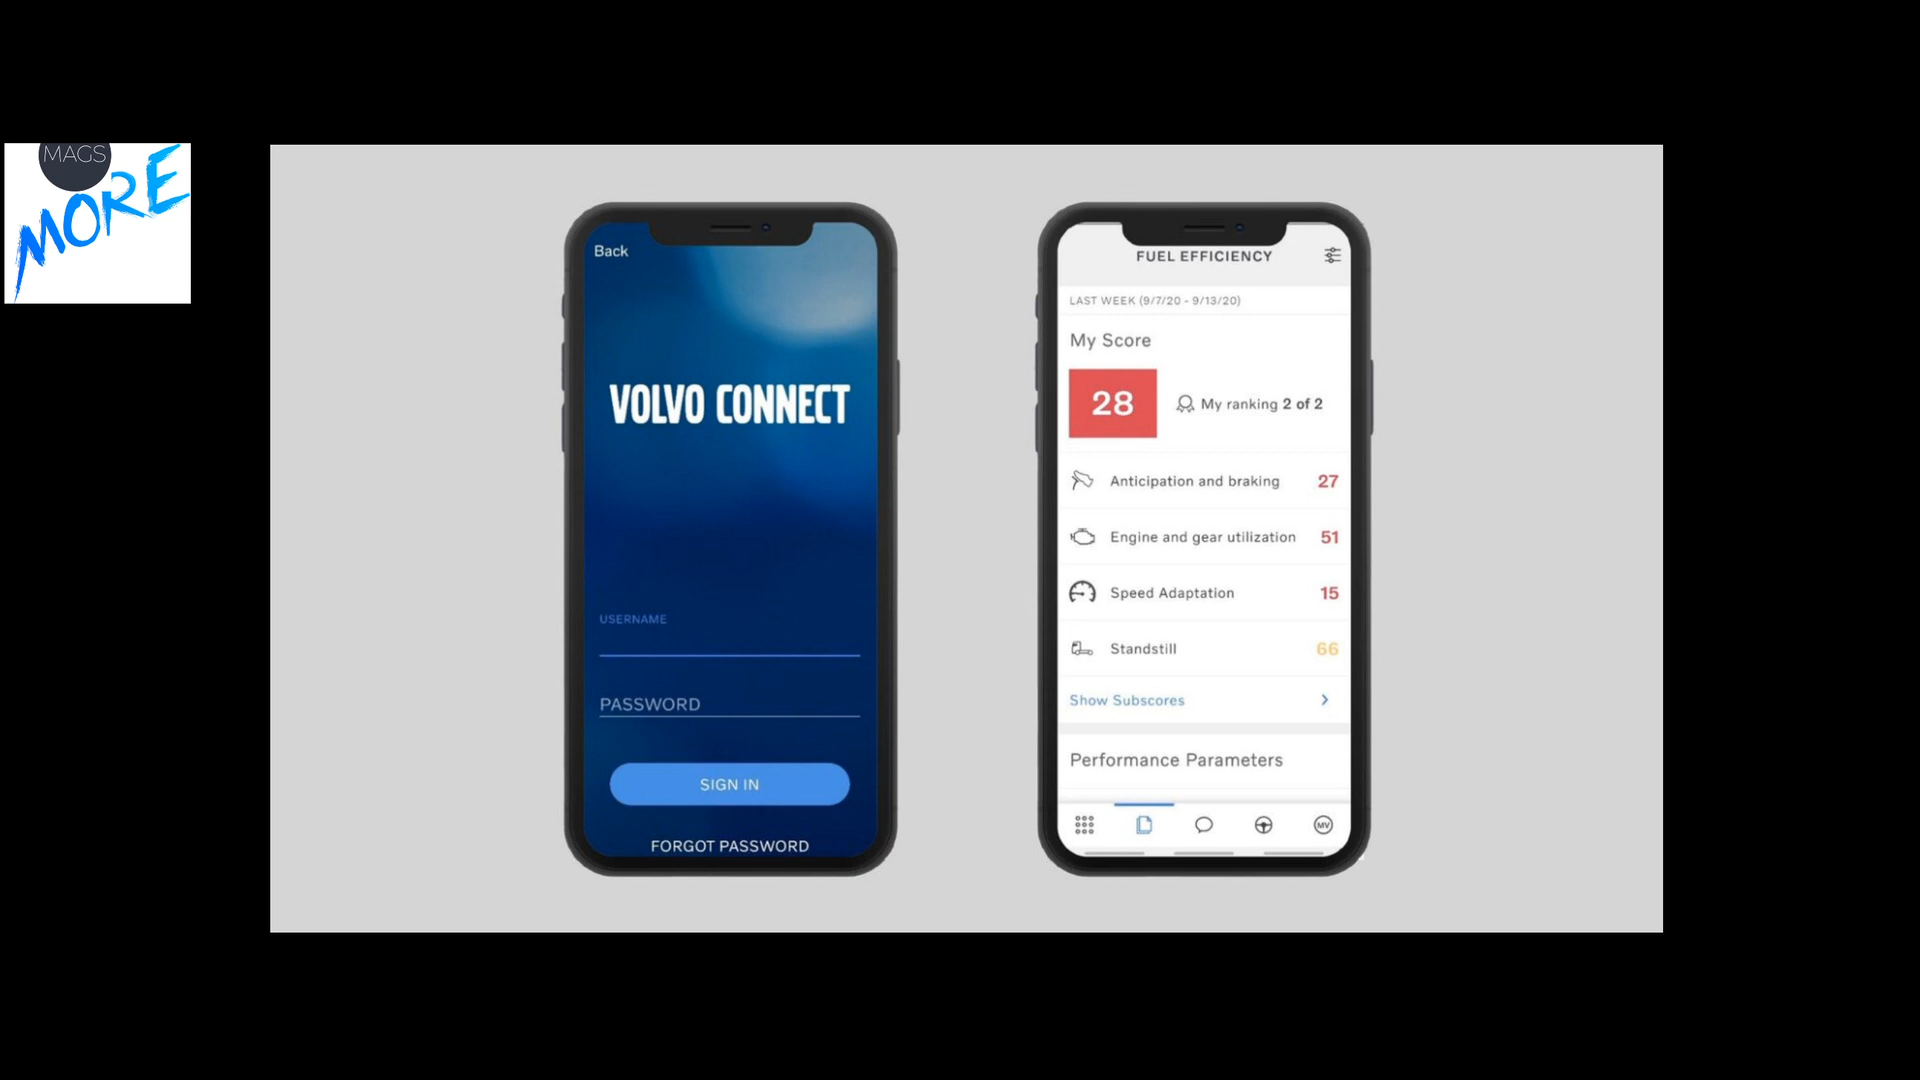 MAGS
MORE
Back
VOLVO CONNECT
USERNAME
PASSWORD
SIGN IN
FORGOT PASSWORD
FUEL EFFICIENCY
LAST WEEK (9/7/20 - 9/13/20)
My Score
28
My ranking 2 of 2
Anticipation and braking 27
Engine and gear utilization 51
Speed Adaptation 15
Standstill 66
Show Subscores
Performance Parameters
MV